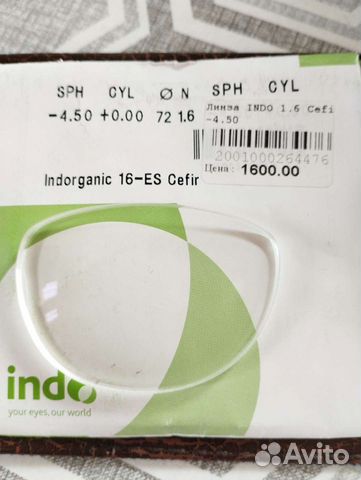 SPH CYL Ø N SPH CYL
-4.50 +0.00 72 1.6
Линза INDO 1.6 Cefi
-4.50
2001000264476
Цена: 1600.00
Indorganic 16-ES Cefir
indo
your eyes, our world
Avito